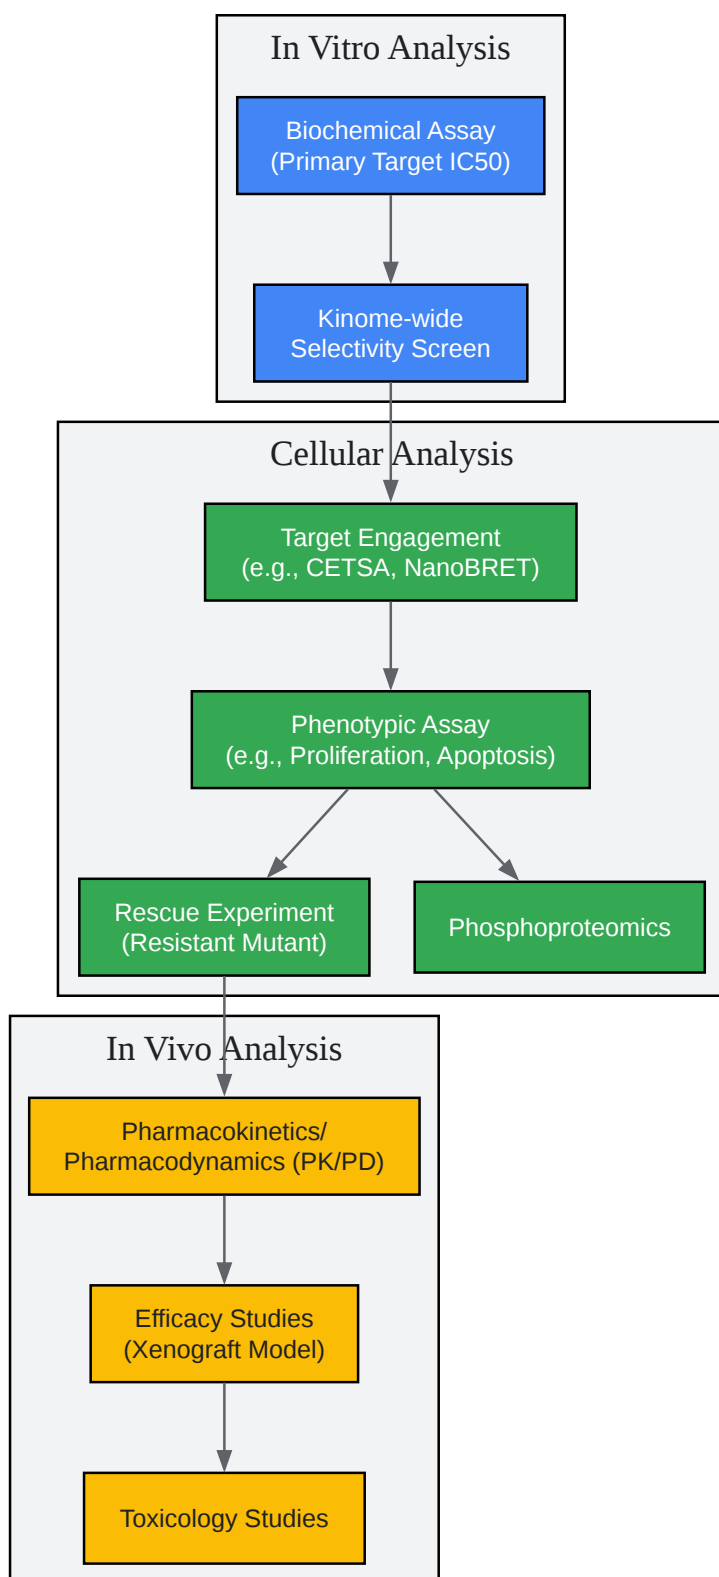 In Vitro Analysis
Biochemical Assay
(Primary Target IC50)
Kinome-wide
Selectivity Screen
Cellular Analysis
Target Engagement
(e.g., CETSA, NanoBRET)
Phenotypic Assay
(e.g., Proliferation, Apoptosis)
Rescue Experiment
(Resistant Mutant)
Phosphoproteomics
In Vivo Analysis
Pharmacokinetics/
Pharmacodynamics (PK/PD)
Efficacy Studies
(Xenograft Model)
Toxicology Studies